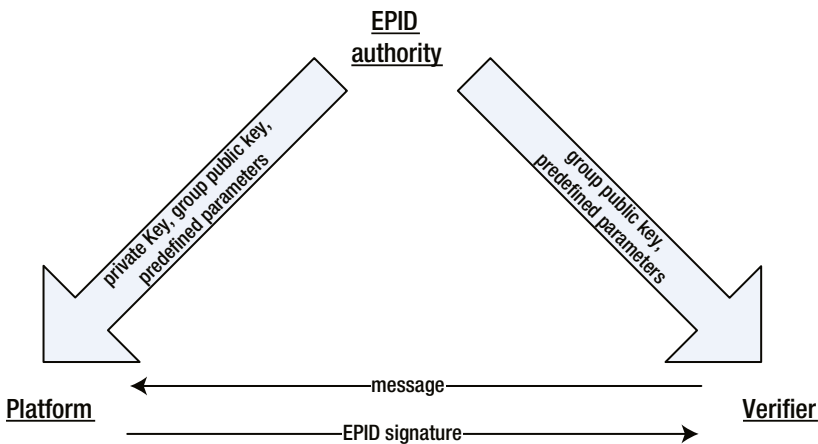 EPID
authority
private Key, group public key,
predefined parameters
group public key,
predefined parameters
message
Platform
Verifier
EPID signature